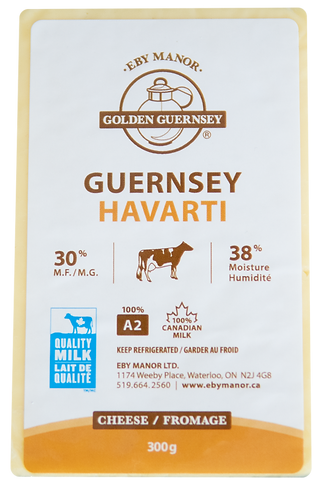 · EBY MANOR ·
GOLDEN GUERNSEY
®
GUERNSEY
HAVARTI
30%
M.F./M.G.
38%
Moisture
Humidité
QUALITY
MILK
LAIT DE
QUALITÉ
100%
A2
100%
CANADIAN
MILK
KEEP REFRIGERATED / GARDER AU FROID
EBY MANOR LTD.
1174 Weeby Place, Waterloo, ON N2J 4G8
519.664.2560 | www.ebymanor.ca
CHEESE / FROMAGE
300 g